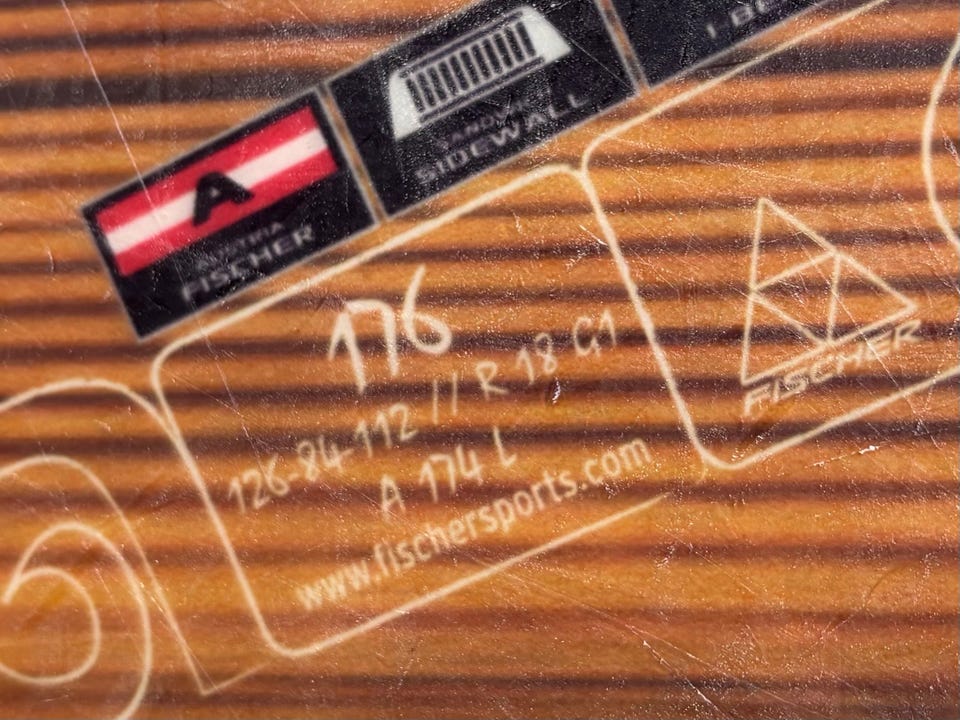 A
AUSTRIA
FISCHER
SANDWICH
SIDEWALL
176
126-84-112 // R 18 G1
A 174 L
www.fischersports.com
FISCHER